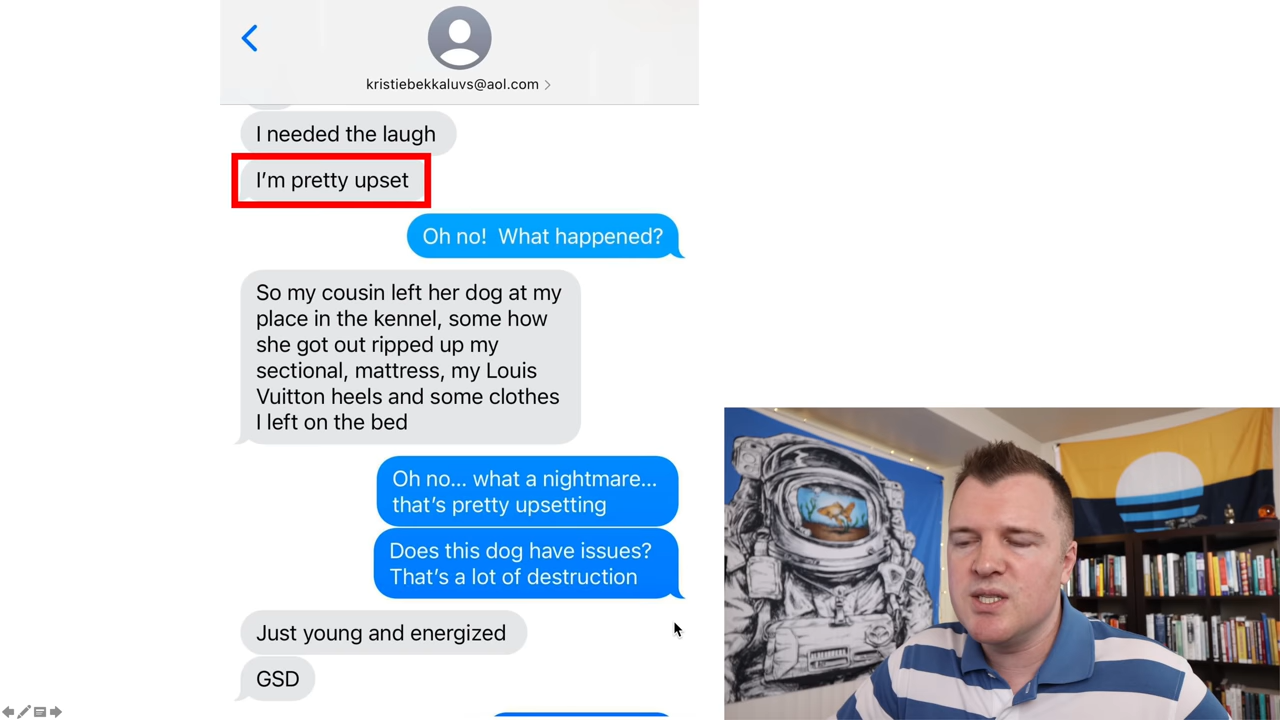 kristiebekkaluvs@aol.com
I needed the laugh
I'm pretty upset
Oh no!  What happened?
So my cousin left her dog at my
place in the kennel, some how
she got out ripped up my
sectional, mattress, my Louis
Vuitton heels and some clothes
I left on the bed
Oh no... what a nightmare...
that's pretty upsetting
Does this dog have issues?
That's a lot of destruction
Just young and energized
GSD